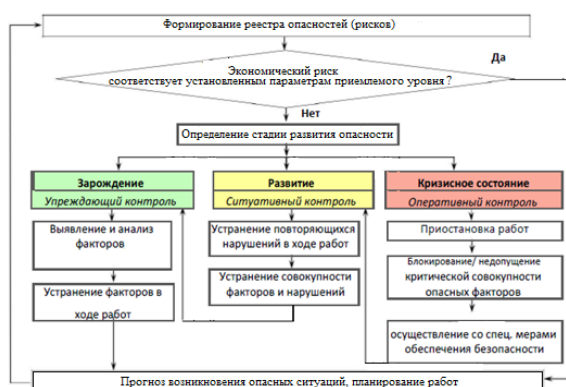 Формирование реестра опасностей (рисков)
Экономический риск
соответствует установленным параметрам приемлемого уровня ?
Да
Нет
Определение стадии развития опасности
Зарождение
Упреждающий контроль
Выявление и анализ
факторов
Устранение факторов в
ходе работ
Развитие
Ситуативный контроль
Устранение повторяющихся
нарушений в ходе работ
Устранение совокупности
факторов и нарушений
Кризисное состояние
Оперативный контроль
Приостановка работ
Блокирование/ недопущение
критической совокупности
опасных факторов
осуществление со спец. мерами
обеспечения безопасности
Прогноз возникновения опасных ситуаций, планирование работ